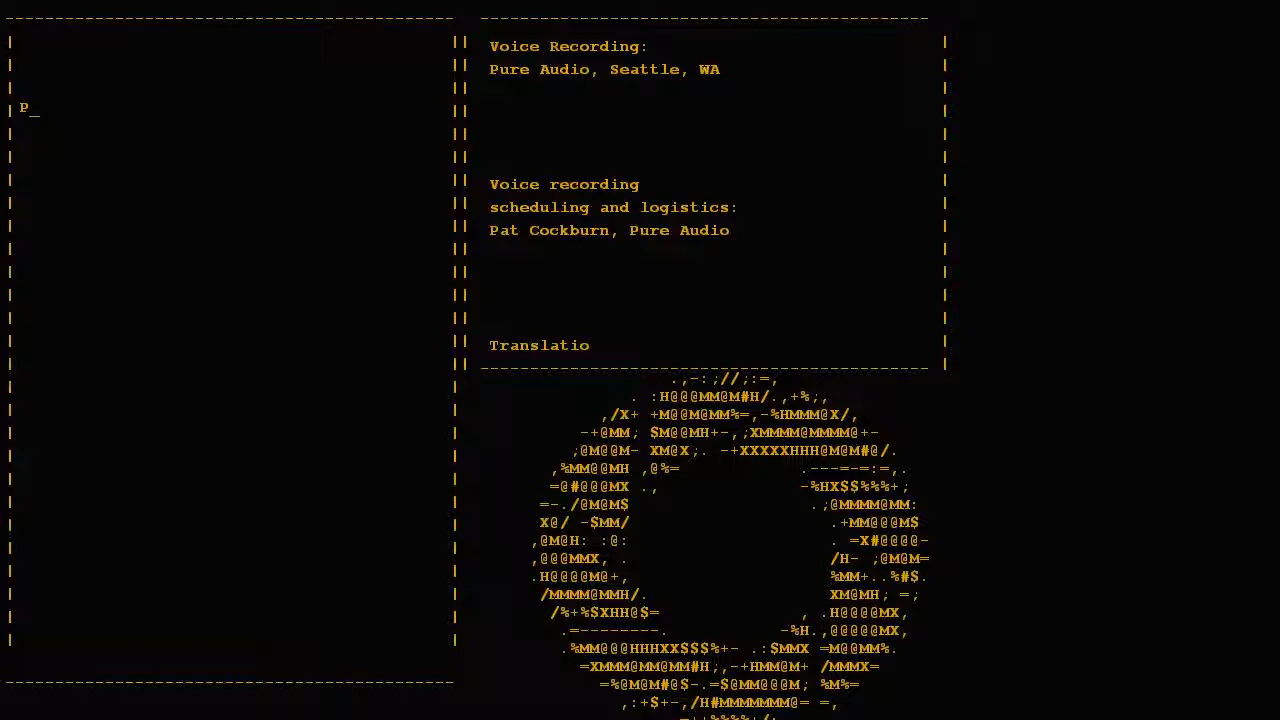 P_
Voice Recording:
Pure Audio, Seattle, WA
Voice recording
scheduling and logistics:
Pat Cockburn, Pure Audio
Translatio